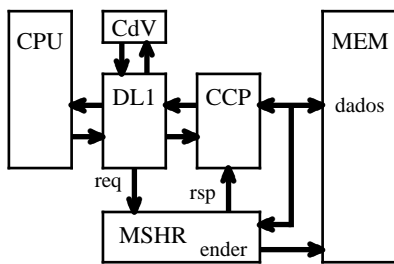 CPU
CdV
MEM
DL1
CCP
dados
req
rsp
MSHR
ender